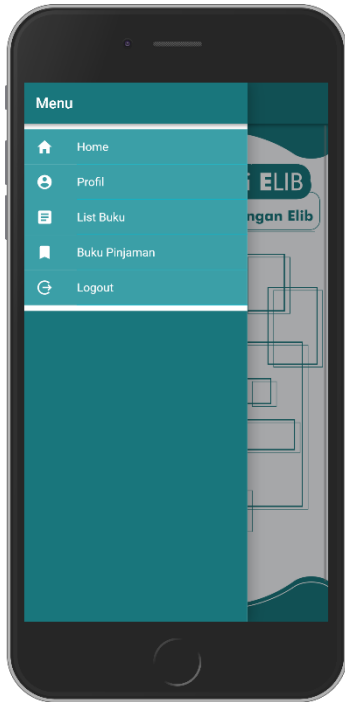 Menu
Home
Profil
List Buku
Buku Pinjaman
Logout
ELIB
ngan Elib